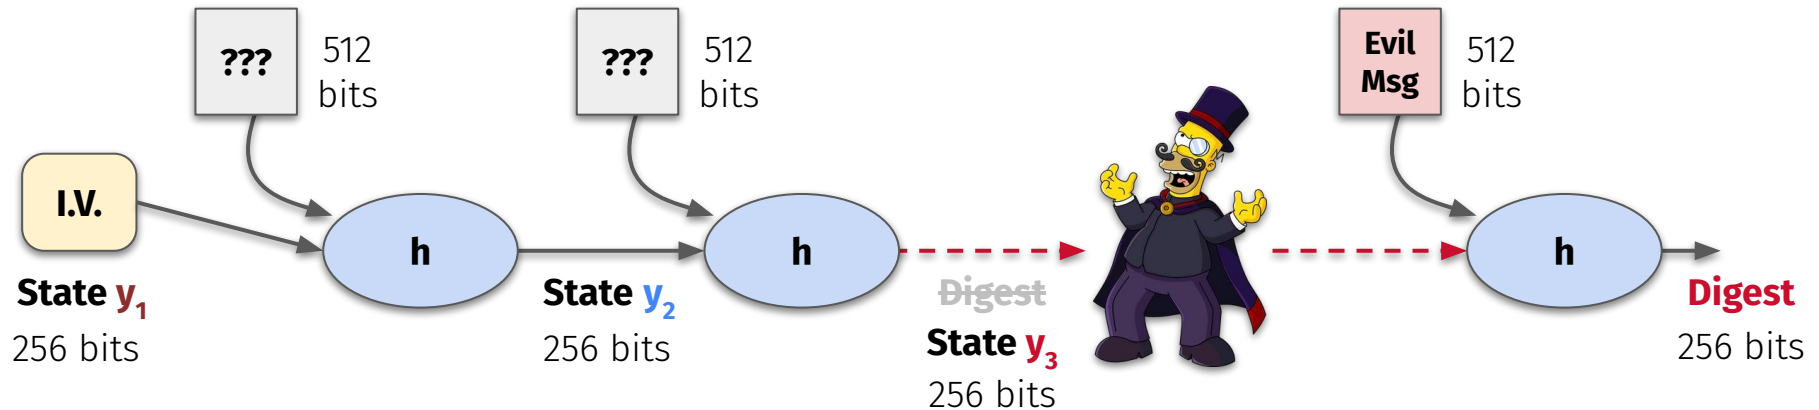 ???
512
bits
???
512
bits
Evil
Msg
512
bits
I.V.
h
h
h
State y₁
256 bits
State y₂
256 bits
Digest
State y₃
256 bits
Digest
256 bits